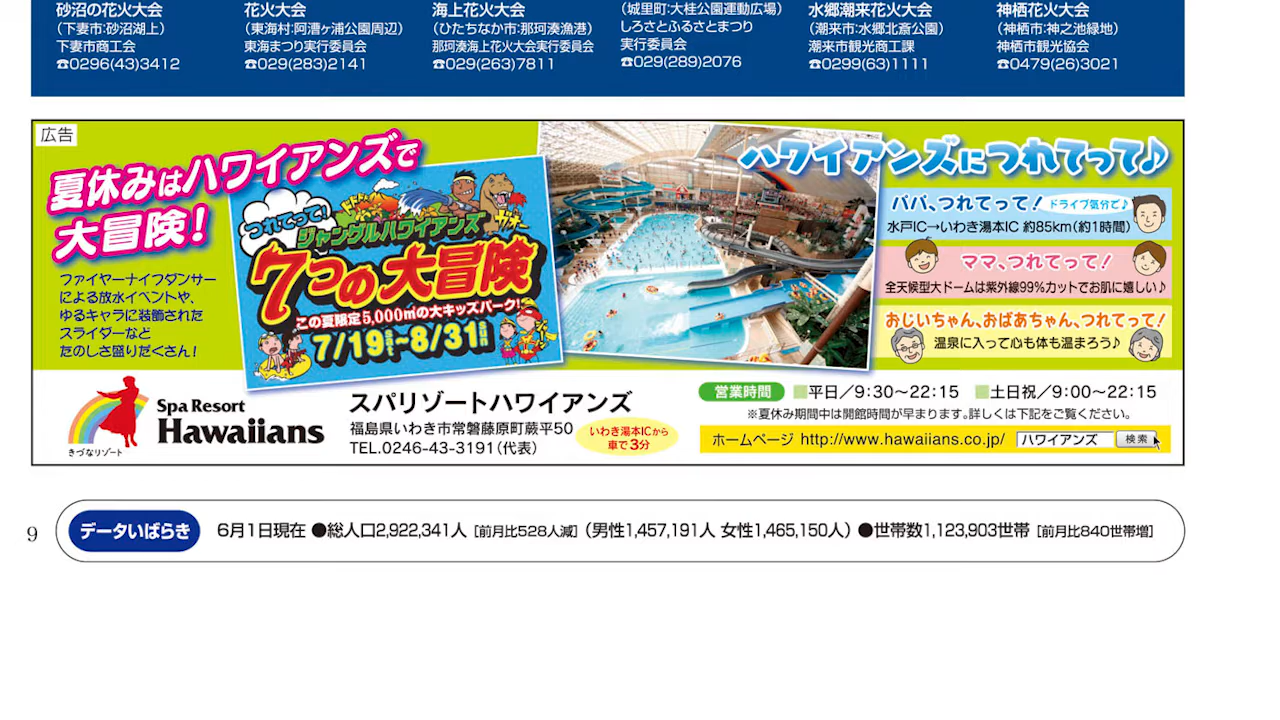 砂沼の花火大会
(下妻市:砂沼湖上)
下妻市商工会
☎0296(43)3412
花火大会
(東海村:阿漕ヶ浦公園周辺)
東海まつり実行委員会
☎029(283)2141
海上花火大会
(ひたちなか市:那珂湊漁港)
那珂湊海上花火大会実行委員会
☎029(263)7811
(城里町:大桂公園運動広場)
しろさとふるさとまつり
実行委員会
☎029(289)2076
水郷潮来花火大会
(潮来市:水郷北斎公園)
潮来市観光商工課
☎0299(63)1111
神栖花火大会
(神栖市:神之池緑地)
神栖市観光協会
☎0479(26)3021
広告
夏休みはハワイアンズで
大冒険!
ファイヤーナイフダンサー
による放水イベントや、
ゆるキャラに装飾された
スライダーなど
たのしさ盛りだくさん!
つれてって!
ドドドドーン
ザザーマ
ガオー
ジャングルハワイアンズ
7つの大冒険
この夏限定5,000㎡の大キッズパーク!
7/19SAT~8/31SUN
ハワイアンズにつれてって♪
パパ、つれてって! ドライブ気分で♪
水戸IC→いわき湯本IC 約85km(約1時間)
ママ、つれてって!
全天候型大ドームは紫外線99%カットでお肌に嬉しい♪
おじいちゃん、おばあちゃん、つれてって!
温泉に入って心も体も温まろう♪
Spa Resort
Hawaiians
きづなリゾート
スパリゾートハワイアンズ
福島県いわき市常磐藤原町蕨平50
TEL.0246-43-3191(代表)
いわき湯本ICから
車で3分
営業時間 ■平日/9:30~22:15 ■土日祝/9:00~22:15
※夏休み期間中は開館時間が早まります。詳しくは下記をご覧ください。
ホームページ http://www.hawaiians.co.jp/ ハワイアンズ 検索
9 データいばらき 6月1日現在 ●総人口2,922,341人 [前月比528人減] (男性1,457,191人 女性1,465,150人) ●世帯数1,123,903世帯 [前月比840世帯増]